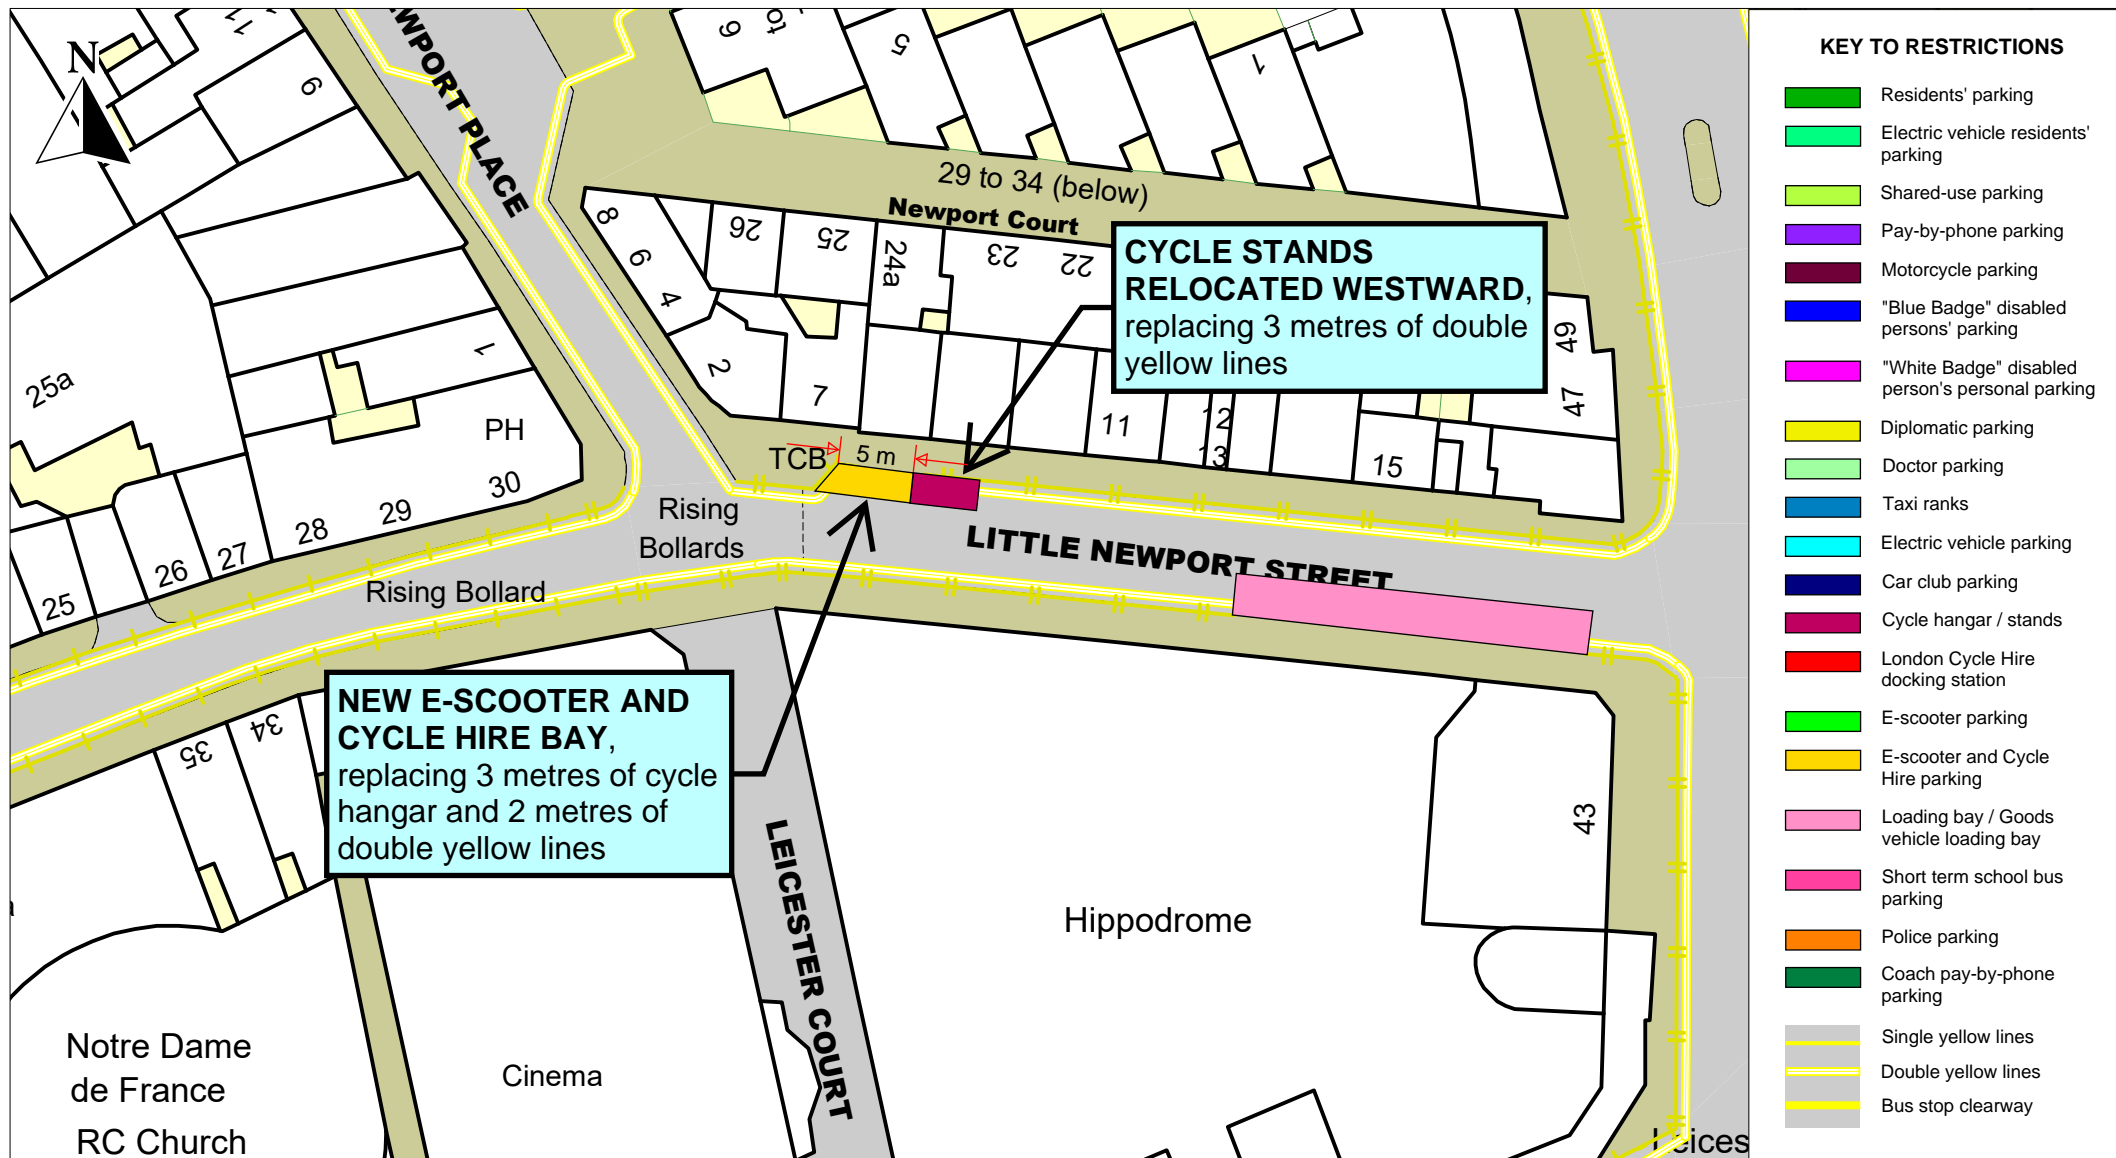 N
NEWPORT PLACE
11
9
6
to
5
1
29 to 34 (below)
Newport Court
8
6
4
2
26
25
24a
23
22
7
11
12
13
15
49
47
CYCLE STANDS
RELOCATED WESTWARD,
replacing 3 metres of double
yellow lines
25a
1
PH
30
29
28
27
26
25
TCB
5 m
Rising
Bollards
Rising Bollard
LITTLE NEWPORT STREET
NEW E-SCOOTER AND
CYCLE HIRE BAY,
replacing 3 metres of cycle
hangar and 2 metres of
double yellow lines
35
34
LEICESTER COURT
Hippodrome
43
Notre Dame
de France
RC Church
Cinema
Leices
KEY TO RESTRICTIONS
Residents' parking
Electric vehicle residents'
parking
Shared-use parking
Pay-by-phone parking
Motorcycle parking
"Blue Badge" disabled
persons' parking
"White Badge" disabled
person's personal parking
Diplomatic parking
Doctor parking
Taxi ranks
Electric vehicle parking
Car club parking
Cycle hangar / stands
London Cycle Hire
docking station
E-scooter parking
E-scooter and Cycle
Hire parking
Loading bay / Goods
vehicle loading bay
Short term school bus
parking
Police parking
Coach pay-by-phone
parking
Single yellow lines
Double yellow lines
Bus stop clearway